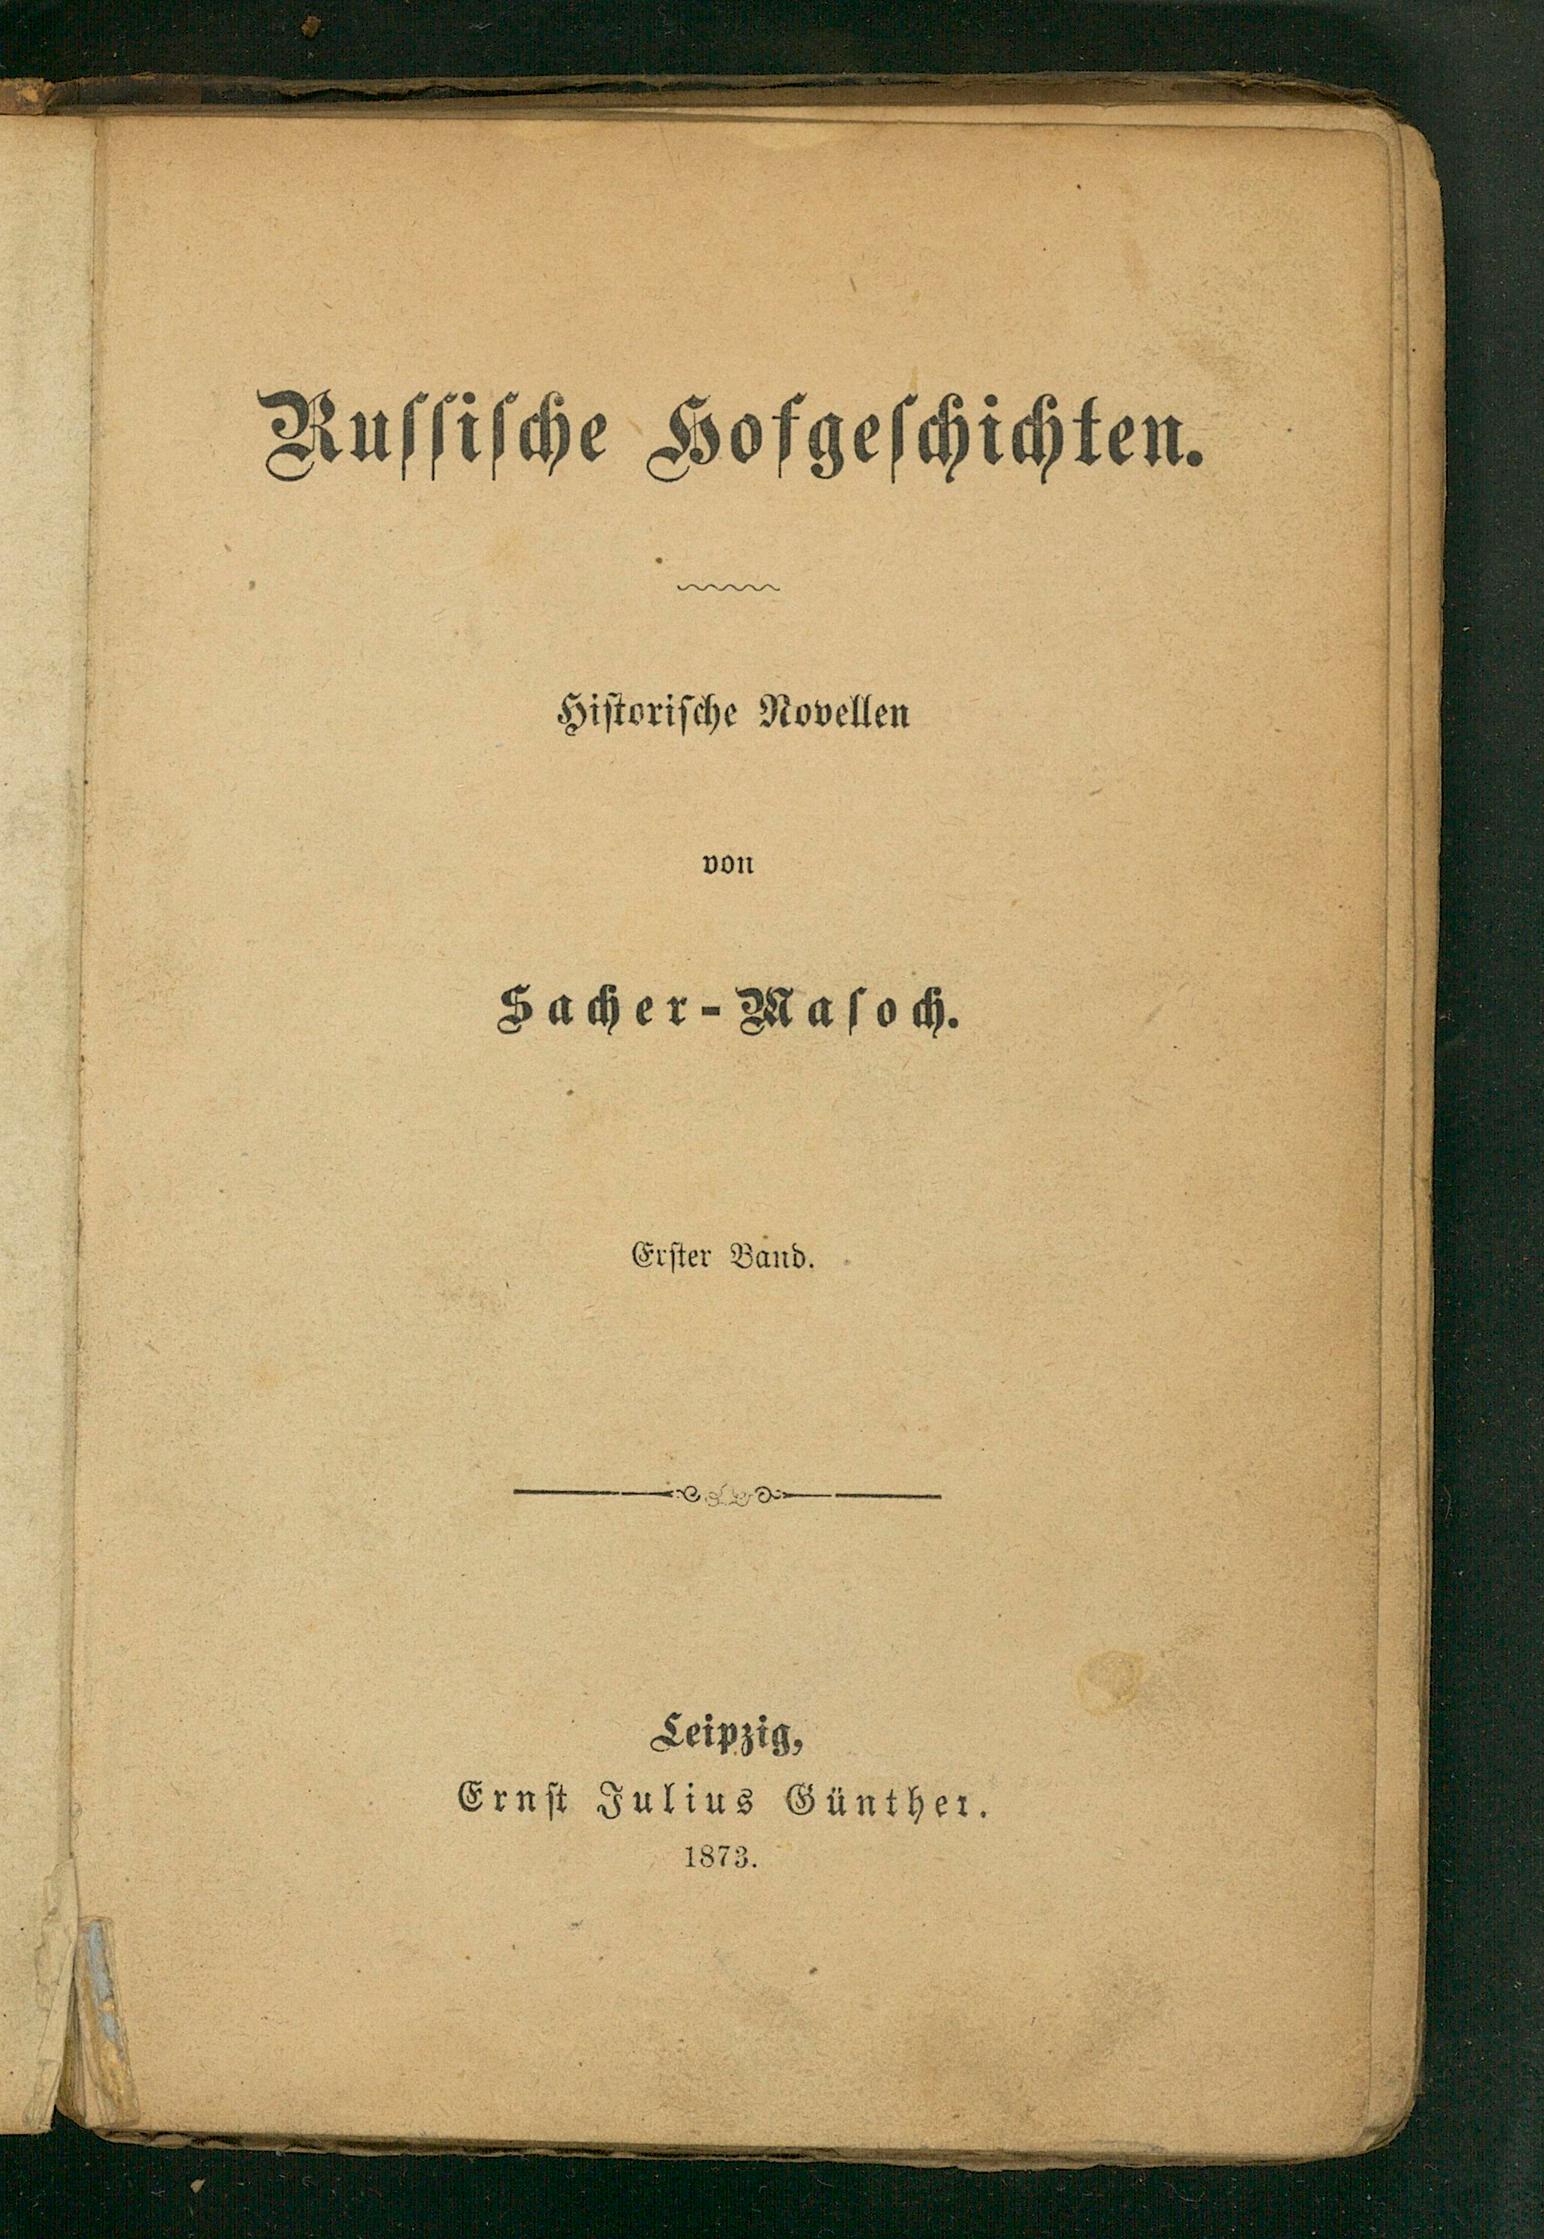 Ruſſiſche Hofgeſchichten.
Hiſtoriſche Novellen
von
Sacher-Maſoch.
Erſter Band.
Leipzig,
Ernſt Julius Günther.
1873.